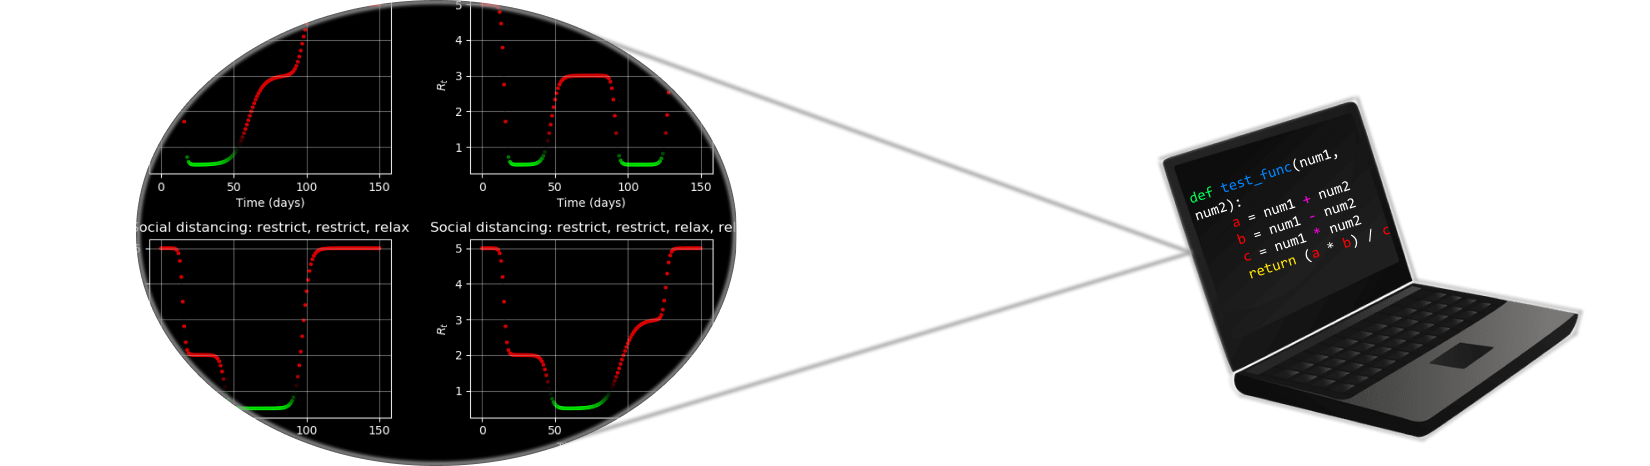 5
4
3
2
1
R_t
0 50 100 150
0 50 100 150
Time (days)
Time (days)
Social distancing: restrict, restrict, relax
Social distancing: restrict, restrict, relax, rel
5
4
3
2
1
R_t
100 150
0 50
def test_func(num1,
num2):
a = num1 + num2
b = num1 - num2
c = num1 * num2
return (a * b) / c